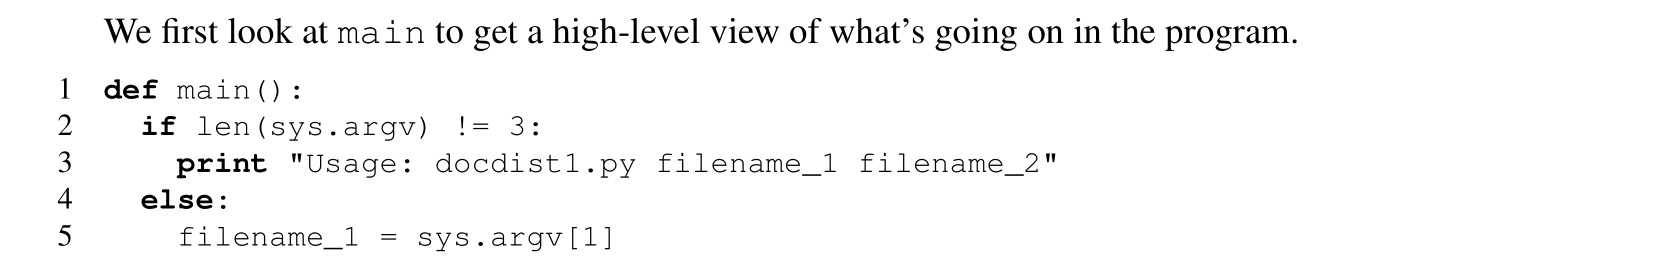 We first look at main to get a high-level view of what’s going on in the program.
1 def main():
2   if len(sys.argv) != 3:
3     print "Usage: docdist1.py filename_1 filename_2"
4   else:
5     filename_1 = sys.argv[1]